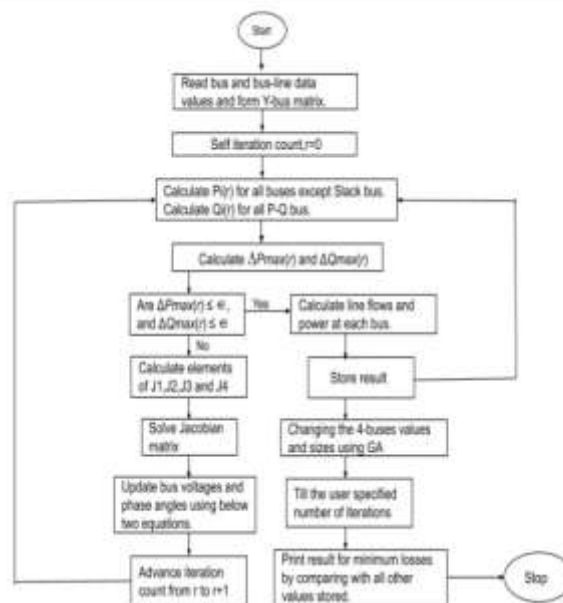 Start
Read bus and bus-line data
values and form Y-bus matrix.
Self iteration count,r=0
Calculate Pi(r) for all buses except Slack bus.
Calculate Qi(r) for all P-Q bus.
Calculate ΔPmax(r) and ΔQmax(r)
Are ΔPmax(r) ≤ ∈,
and ΔQmax(r) ≤ ∈
Yes
Calculate line flows and
power at each bus.
No
Calculate elements
of J1,J2,J3 and J4
Store result
Solve Jacobian
matrix
Changing the 4-buses values
and sizes using GA
Update bus voltages and
phase angles using below
two equations.
Till the user specified
number of iterations
Advance iteration
count from r to r+1
Print result for minimum losses
by comparing with all other
values stored.
Stop